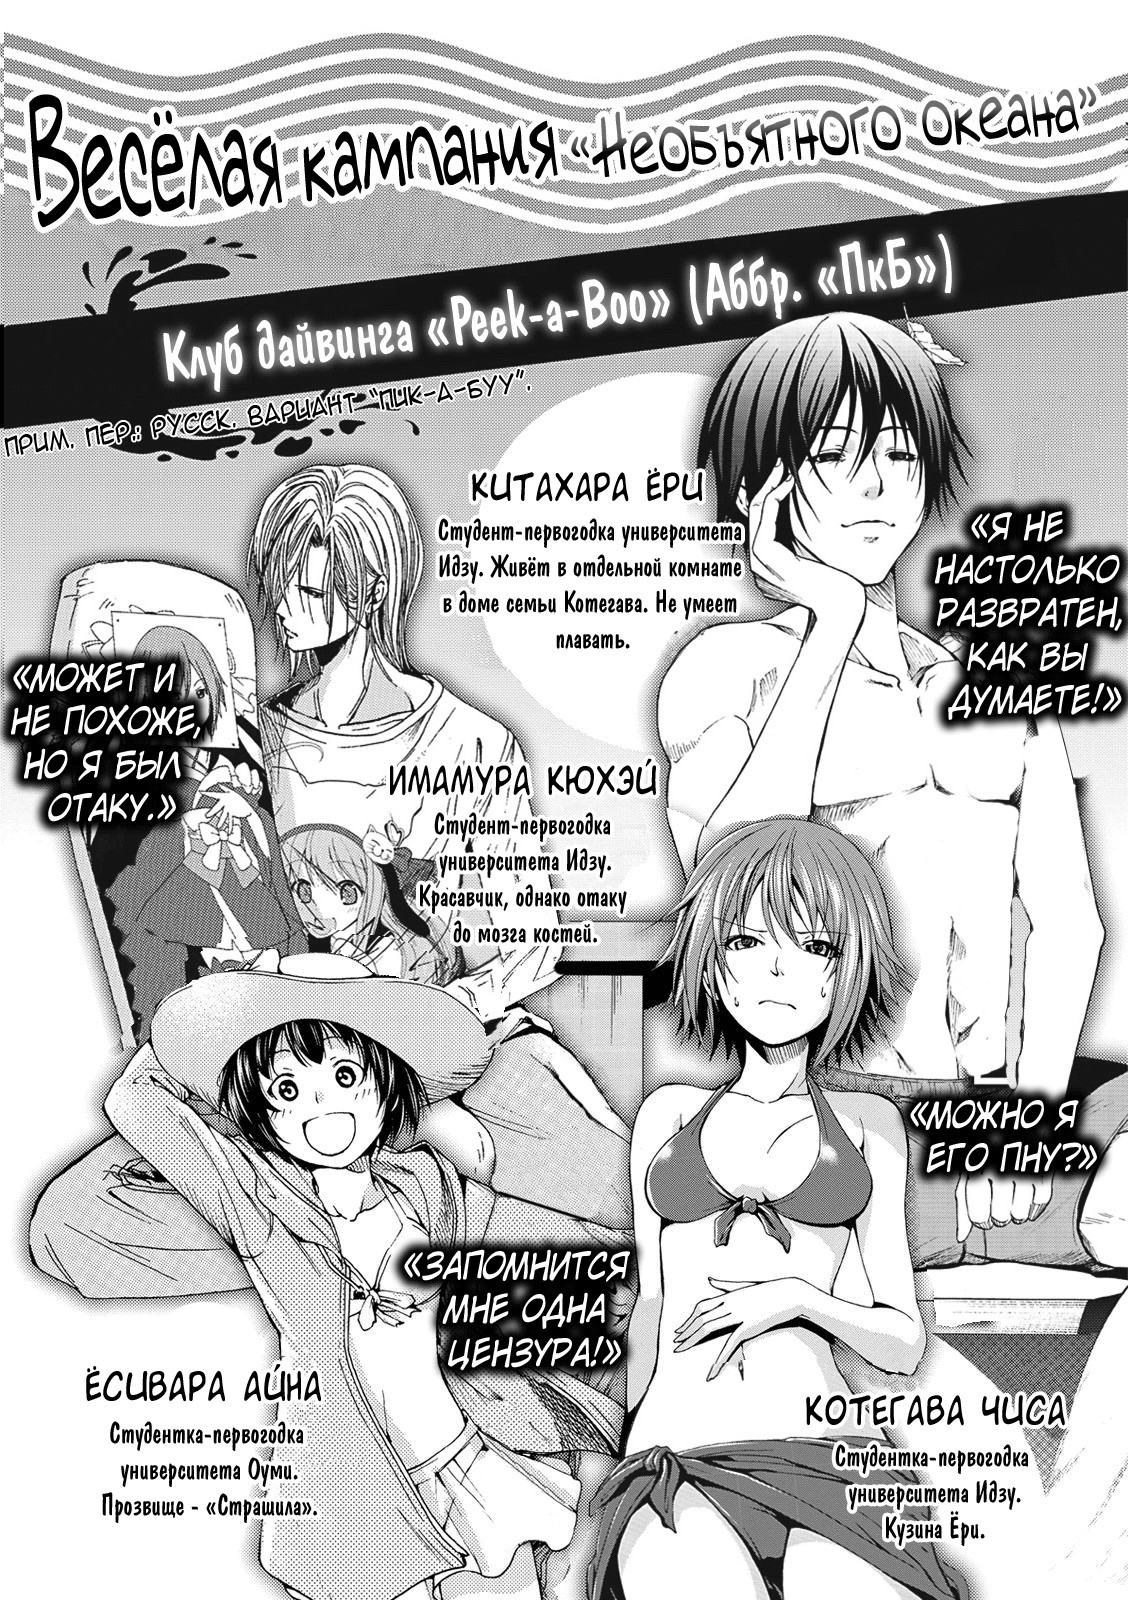 Весёлая кампания «Необъятного океана»
Клуб дайвинга «Peek-a-Boo» (Аббр. «ПкБ»)
Прим. пер.: русск. вариант "Пик-а-буу".
Китахара Ёри
Студент-первогодка университета
Идзу. Живёт в отдельной комнате
в доме семьи Котегава. Не умеет
плавать.
«Я не
настолько
развратен,
как вы
думаете!»
«Может и
не похоже,
но я был
отаку.»
Имамура Кюхэй
Студент-первогодка
университета Идзу.
Красавчик, однако отаку
до мозга костей.
«Можно я
его пну?»
«Запомнится
мне одна
цензура!»
Ёсивара Айна
Студентка-первогодка
университета Оуми.
Прозвище - «Страшила».
Котегава Чиса
Студентка-первогодка
университета Идзу.
Кузина Ёри.